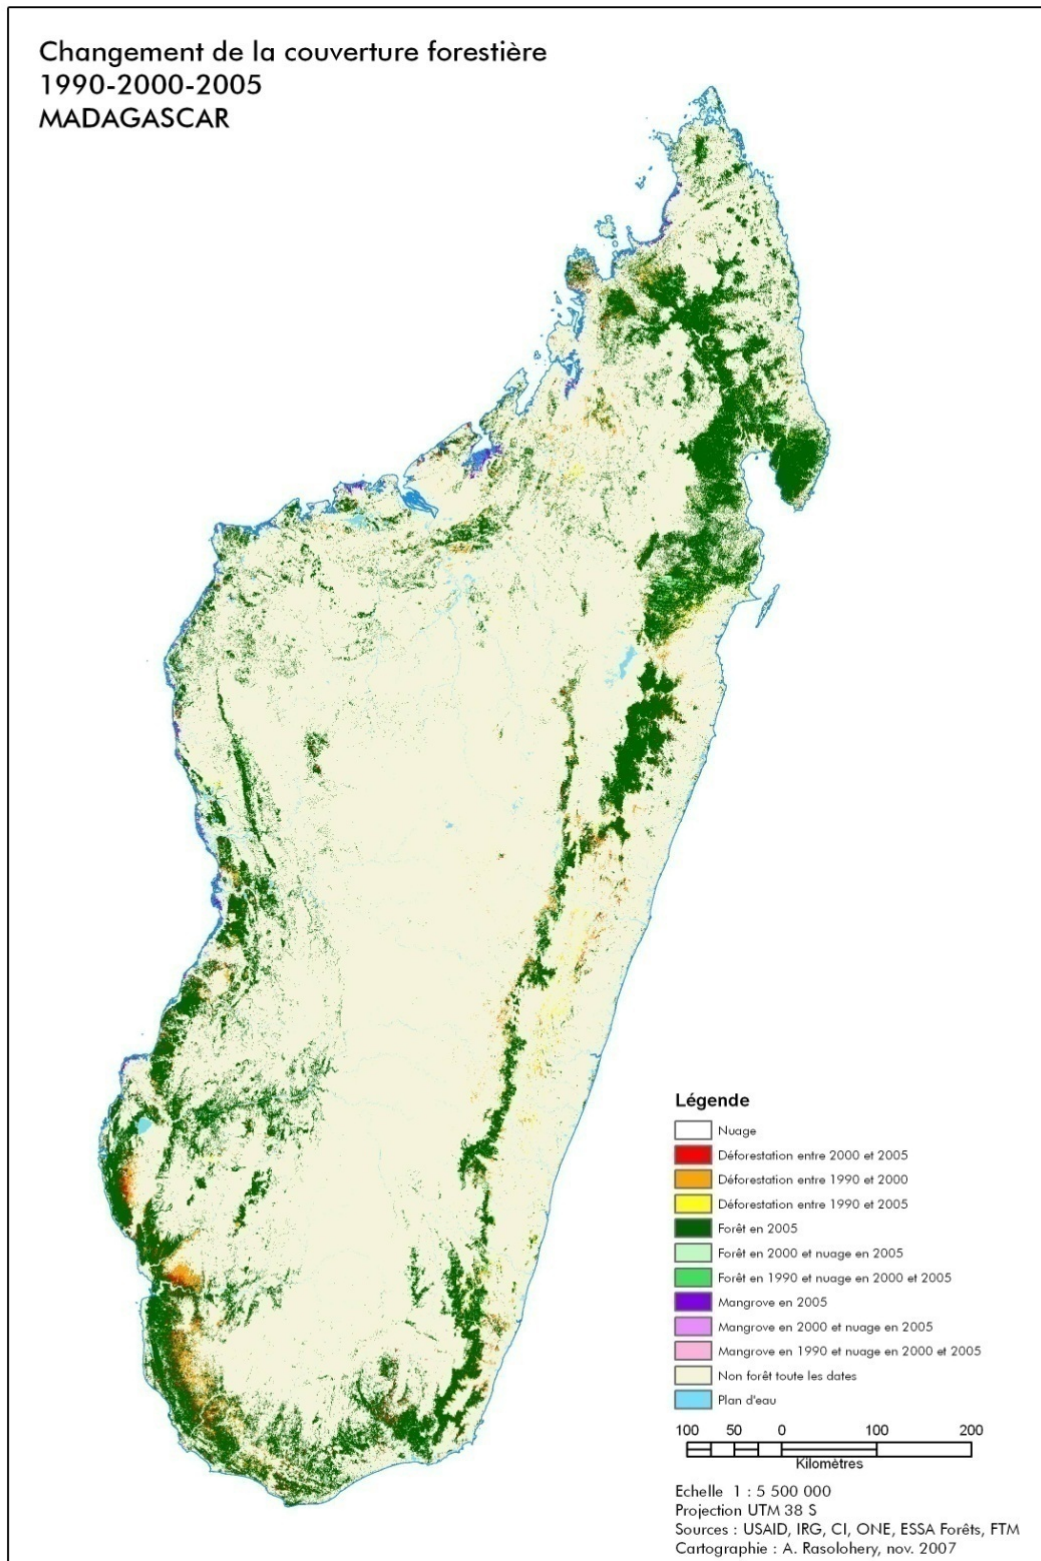 Changement de la couverture forestière
1990-2000-2005
MADAGASCAR
Légende
Nuage
Déforestation entre 2000 et 2005
Déforestation entre 1990 et 2000
Déforestation entre 1990 et 2005
Forêt en 2005
Forêt en 2000 et nuage en 2005
Forêt en 1990 et nuage en 2000 et 2005
Mangrove en 2005
Mangrove en 2000 et nuage en 2005
Mangrove en 1990 et nuage en 2000 et 2005
Non forêt toute les dates
Plan d'eau
100 50 0 100 200
Kilomètres
Echelle 1 : 5 500 000
Projection UTM 38 S
Sources : USAID, IRG, CI, ONE, ESSA Forêts, FTM
Cartographie : A. Rasolohery, nov. 2007